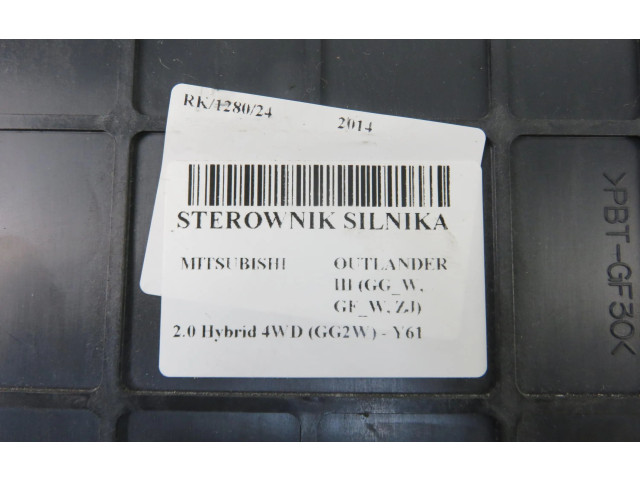 RK/1280/24 2014
STEROWNIK SILNIKA
MITSUBISHI OUTLANDER
III (GG_W,
GF_W, ZJ)
2.0 Hybrid 4WD (GG2W) - Y61
>PBT-GF30<